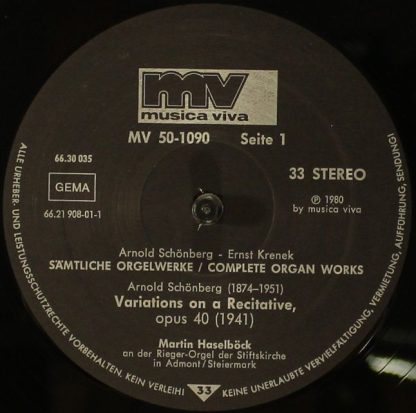 mv
musica viva
MV 50-1090 Seite 1
66.30 035
GEMA
66.21 908-01-1
33 STEREO
℗ 1980
by musica viva
Arnold Schönberg - Ernst Krenek
SÄMTLICHE ORGELWERKE / COMPLETE ORGAN WORKS
Arnold Schönberg (1874–1951)
Variations on a Recitative,
opus 40 (1941)
Martin Haselböck
an der Rieger-Orgel der Stiftskirche
in Admont/Steiermark
ALLE URHEBER- UND LEISTUNGSSCHUTZRECHTE VORBEHALTEN, KEIN VERLEIH! 33 KEINE UNERLAUBTE VERVIELFÄLTIGUNG, VERMIETUNG, AUFFÜHRUNG, SENDUNG!